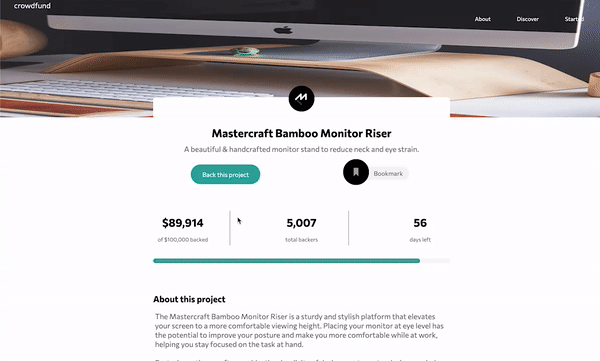 crowdfund
About
Discover
Started
Mastercraft Bamboo Monitor Riser
A beautiful & handcrafted monitor stand to reduce neck and eye strain.
Back this project
Bookmark
$89,914
5,007
56
of $100,000 backed
total backers
days left
About this project
The Mastercraft Bamboo Monitor Riser is a sturdy and stylish platform that elevates
your screen to a more comfortable viewing height. Placing your monitor at eye level has
the potential to improve your posture and make you more comfortable while at work,
helping you stay focused on the task at hand.